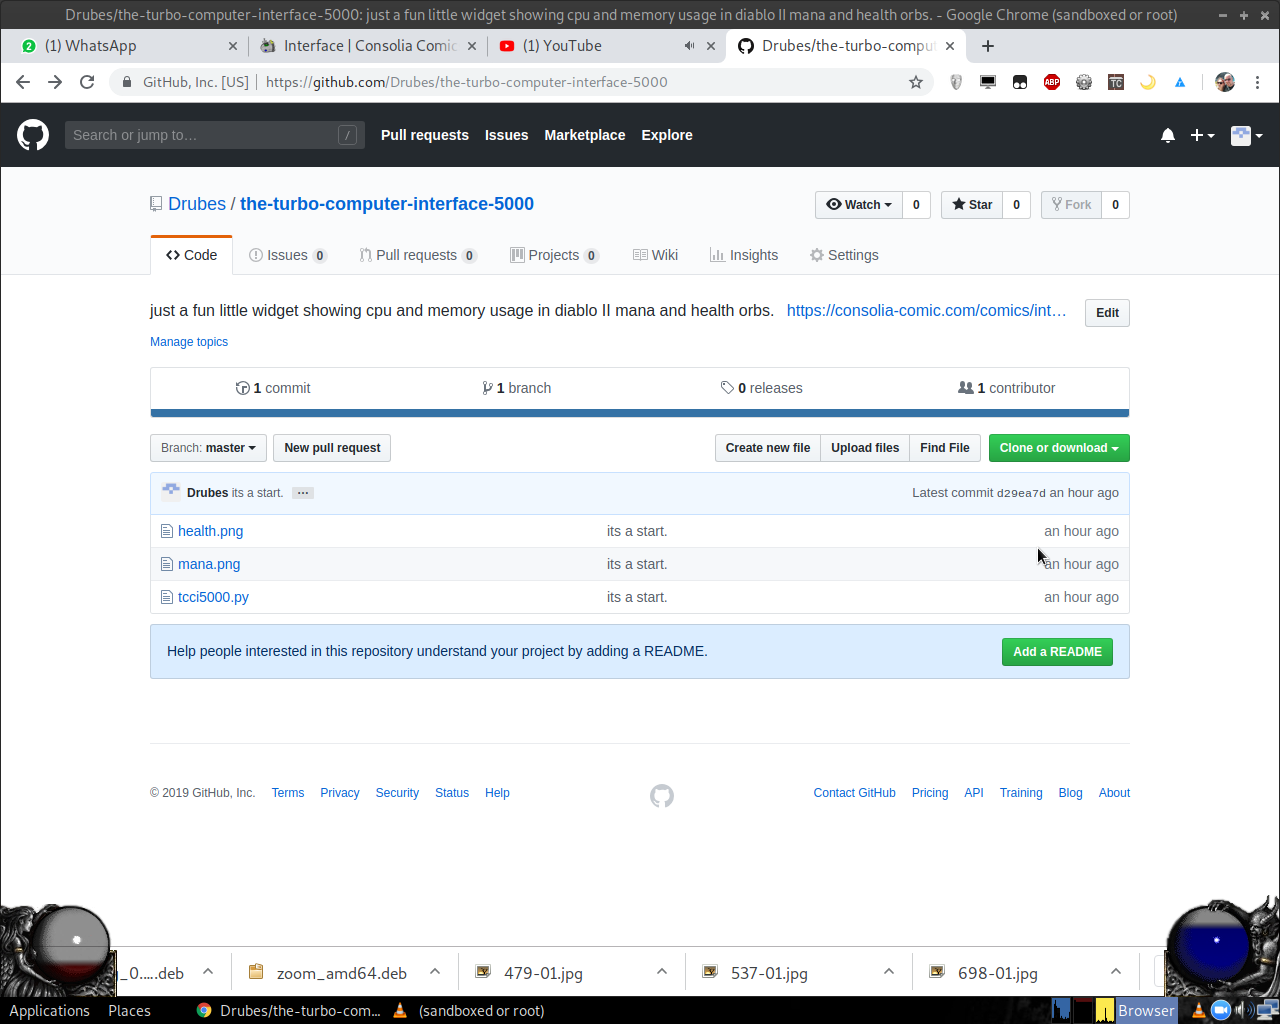 Drubes/the-turbo-computer-interface-5000: just a fun little widget showing cpu and memory usage in diablo II mana and health orbs. - Google Chrome (sandboxed or root)
2 (1) WhatsApp Interface | Consolia Comic (1) YouTube Drubes/the-turbo-comput
GitHub, Inc. [US] https://github.com/Drubes/the-turbo-computer-interface-5000 ABP TC
Search or jump to… / Pull requests Issues Marketplace Explore
Drubes / the-turbo-computer-interface-5000 Watch 0 Star 0 Fork 0
Code Issues 0 Pull requests 0 Projects 0 Wiki Insights Settings
just a fun little widget showing cpu and memory usage in diablo II mana and health orbs. https://consolia-comic.com/comics/int… Edit
Manage topics
1 commit 1 branch 0 releases 1 contributor
Branch: master New pull request Create new file Upload files Find File Clone or download
Drubes its a start. … Latest commit d29ea7d an hour ago
health.png its a start. an hour ago
mana.png its a start. an hour ago
tcci5000.py its a start. an hour ago
Help people interested in this repository understand your project by adding a README. Add a README
© 2019 GitHub, Inc. Terms Privacy Security Status Help Contact GitHub Pricing API Training Blog About
_0.....deb zoom_amd64.deb 479-01.jpg 537-01.jpg 698-01.jpg
Applications Places Drubes/the-turbo-com... (sandboxed or root) Browser